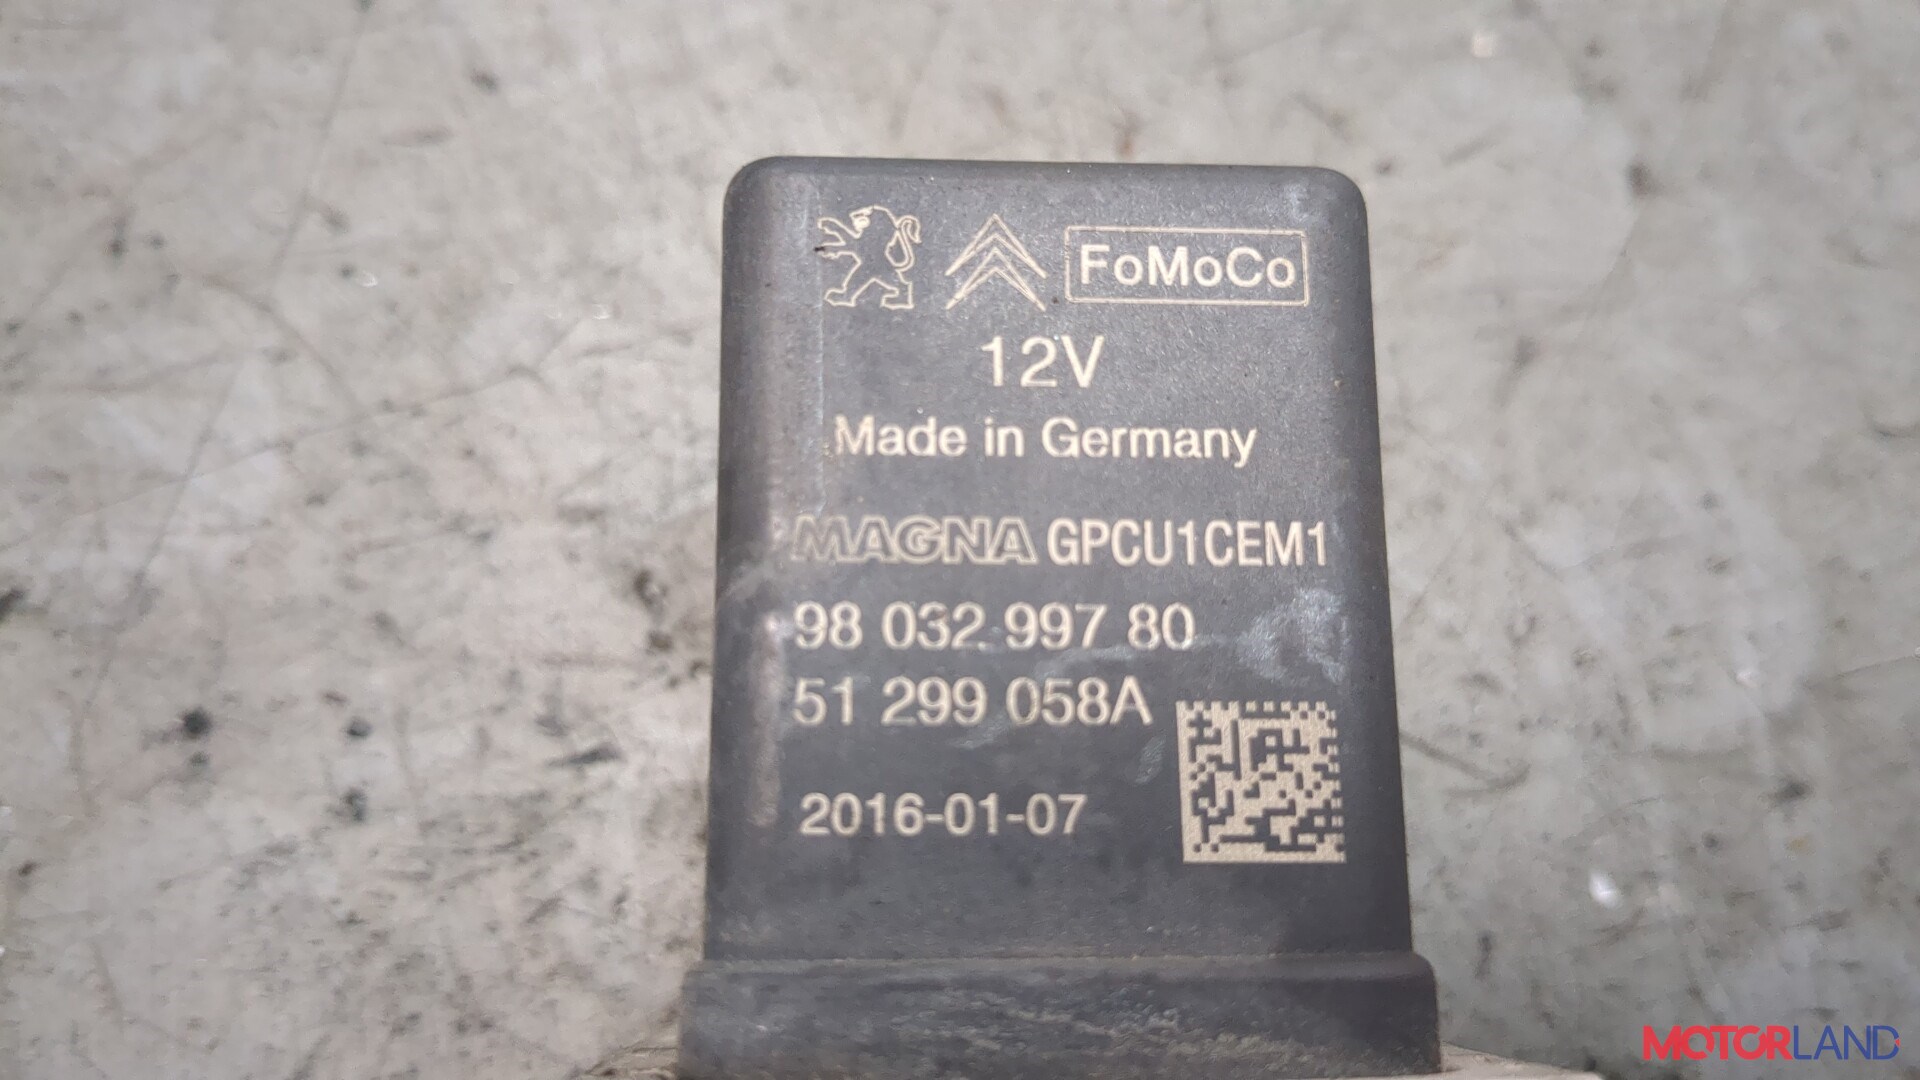 FoMoCo
12V
Made in Germany
MAGNA GPCU1CEM1
98 032 997 80
51 299 058A
2016-01-07
MOTORLAND